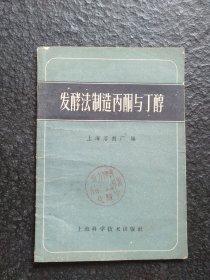 发酵法制造丙酮与丁醇
上海溶剂厂 编
上海科学技术出版社